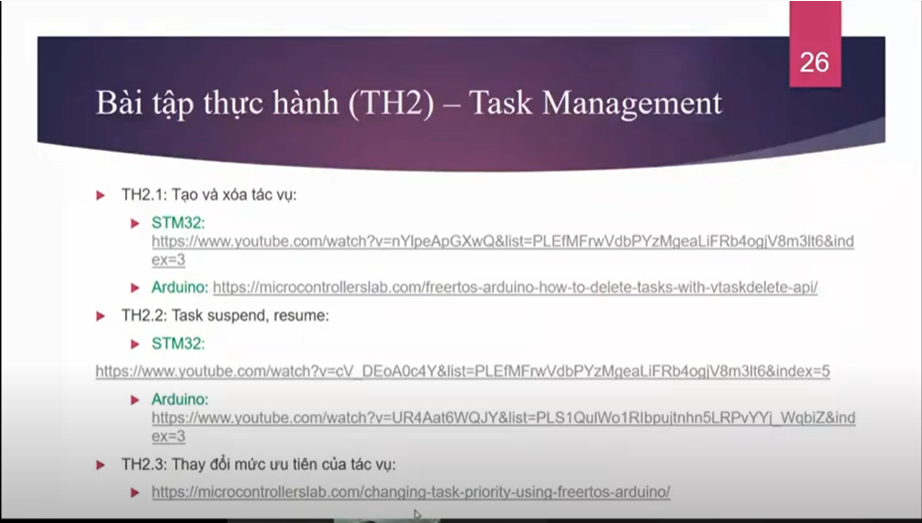 26
Bài tập thực hành (TH2) – Task Management
TH2.1: Tạo và xóa tác vụ:
STM32:
https://www.youtube.com/watch?v=nYIpeApGXwQ&list=PLEfMFrwVdbPYzMgeaLiFRb4ogjV8m3lt6&ind
ex=3
Arduino: https://microcontrollerslab.com/freertos-arduino-how-to-delete-tasks-with-vtaskdelete-api/
TH2.2: Task suspend, resume:
STM32:
https://www.youtube.com/watch?v=cV_DEoA0c4Y&list=PLEfMFrwVdbPYzMgeaLiFRb4ogjV8m3lt6&index=5
Arduino:
https://www.youtube.com/watch?v=UR4Aat6WQJY&list=PLS1QulWo1RIbpujtnhn5LRPvYYj_WqbiZ&ind
ex=3
TH2.3: Thay đổi mức ưu tiên của tác vụ:
https://microcontrollerslab.com/changing-task-priority-using-freertos-arduino/